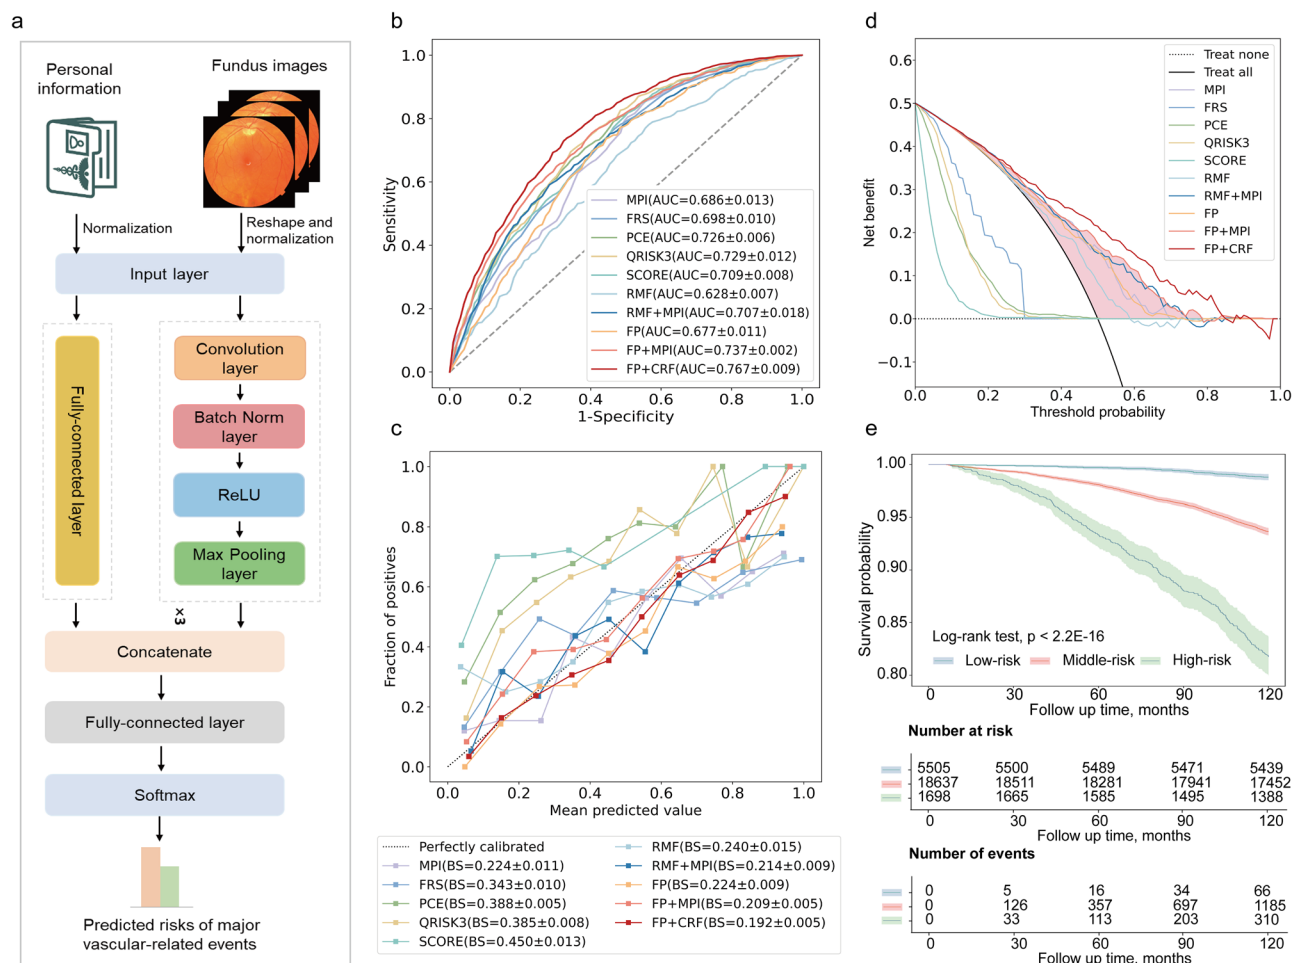 a
Personal
information
Fundus images
Normalization
Reshape and
normalization
Input layer
Fully-connected layer
Convolution
layer
Batch Norm
layer
ReLU
Max Pooling
layer
×3
Concatenate
Fully-connected layer
Softmax
Predicted risks of major
vascular-related events
b
Sensitivity
1.0
0.8
0.6
0.4
0.2
0.0
MPI(AUC=0.686±0.013)
FRS(AUC=0.698±0.010)
PCE(AUC=0.726±0.006)
QRISK3(AUC=0.729±0.012)
SCORE(AUC=0.709±0.008)
RMF(AUC=0.628±0.007)
RMF+MPI(AUC=0.707±0.018)
FP(AUC=0.677±0.011)
FP+MPI(AUC=0.737±0.002)
FP+CRF(AUC=0.767±0.009)
0.0 0.2 0.4 0.6 0.8 1.0
1-Specificity
c
Fraction of positives
1.0
0.8
0.6
0.4
0.2
0.0
0.0 0.2 0.4 0.6 0.8 1.0
Mean predicted value
Perfectly calibrated
MPI(BS=0.224±0.011)
FRS(BS=0.343±0.010)
PCE(BS=0.388±0.005)
QRISK3(BS=0.385±0.008)
SCORE(BS=0.450±0.013)
RMF(BS=0.240±0.015)
RMF+MPI(BS=0.214±0.009)
FP(BS=0.224±0.009)
FP+MPI(BS=0.209±0.005)
FP+CRF(BS=0.192±0.005)
d
Net benefit
0.6
0.5
0.4
0.3
0.2
0.1
0.0
−0.1
Treat none
Treat all
MPI
FRS
PCE
QRISK3
SCORE
RMF
RMF+MPI
FP
FP+MPI
FP+CRF
0.0 0.2 0.4 0.6 0.8 1.0
Threshold probability
e
Survival probability
1.00
0.95
0.90
0.85
0.80
Log-rank test, p < 2.2E-16
Low-risk Middle-risk High-risk
0 30 60 90 120
Follow up time, months
Number at risk
5505 5500 5489 5471 5439
18637 18511 18281 17941 17452
1698 1665 1585 1495 1388
0 30 60 90 120
Follow up time, months
Number of events
0 5 16 34 66
0 126 357 697 1185
0 33 113 203 310
0 30 60 90 120
Follow up time, months